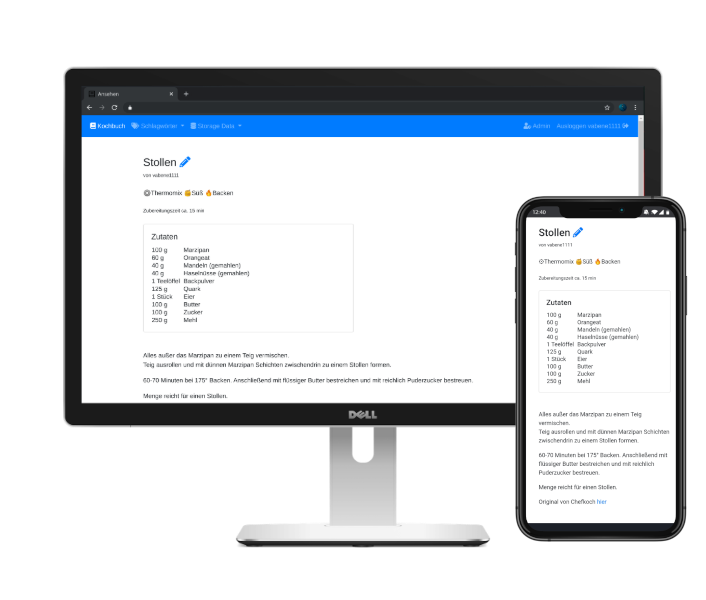 Ansehen
Kochbuch Schlagwörter Storage Data Admin Ausloggen vabene1111
Stollen
von vabene1111
Thermomix Süß Backen
Zubereitungszeit ca. 15 min
Zutaten
100 g Marzipan
60 g Orangeat
40 g Mandeln (gemahlen)
40 g Haselnüsse (gemahlen)
1 Teelöffel Backpulver
125 g Quark
1 Stück Eier
100 g Butter
100 g Zucker
250 g Mehl
Alles außer das Marzipan zu einem Teig vermischen.
Teig ausrollen und mit dünnen Marzipan Schichten zwischendrin zu einem Stollen formen.
60-70 Minuten bei 175° Backen. Anschließend mit flüssiger Butter bestreichen und mit reichlich Puderzucker bestreuen.
Menge reicht für einen Stollen.
DELL
12:40
Stollen
von vabene1111
Thermomix Süß Backen
Zubereitungszeit ca. 15 min
Zutaten
100 g Marzipan
60 g Orangeat
40 g Mandeln (gemahlen)
40 g Haselnüsse (gemahlen)
1 Teelöffel Backpulver
125 g Quark
1 Stück Eier
100 g Butter
100 g Zucker
250 g Mehl
Alles außer das Marzipan zu einem Teig
vermischen.
Teig ausrollen und mit dünnen Marzipan Schichten
zwischendrin zu einem Stollen formen.
60-70 Minuten bei 175° Backen. Anschließend mit
flüssiger Butter bestreichen und mit reichlich
Puderzucker bestreuen.
Menge reicht für einen Stollen.
Original von Chefkoch hier